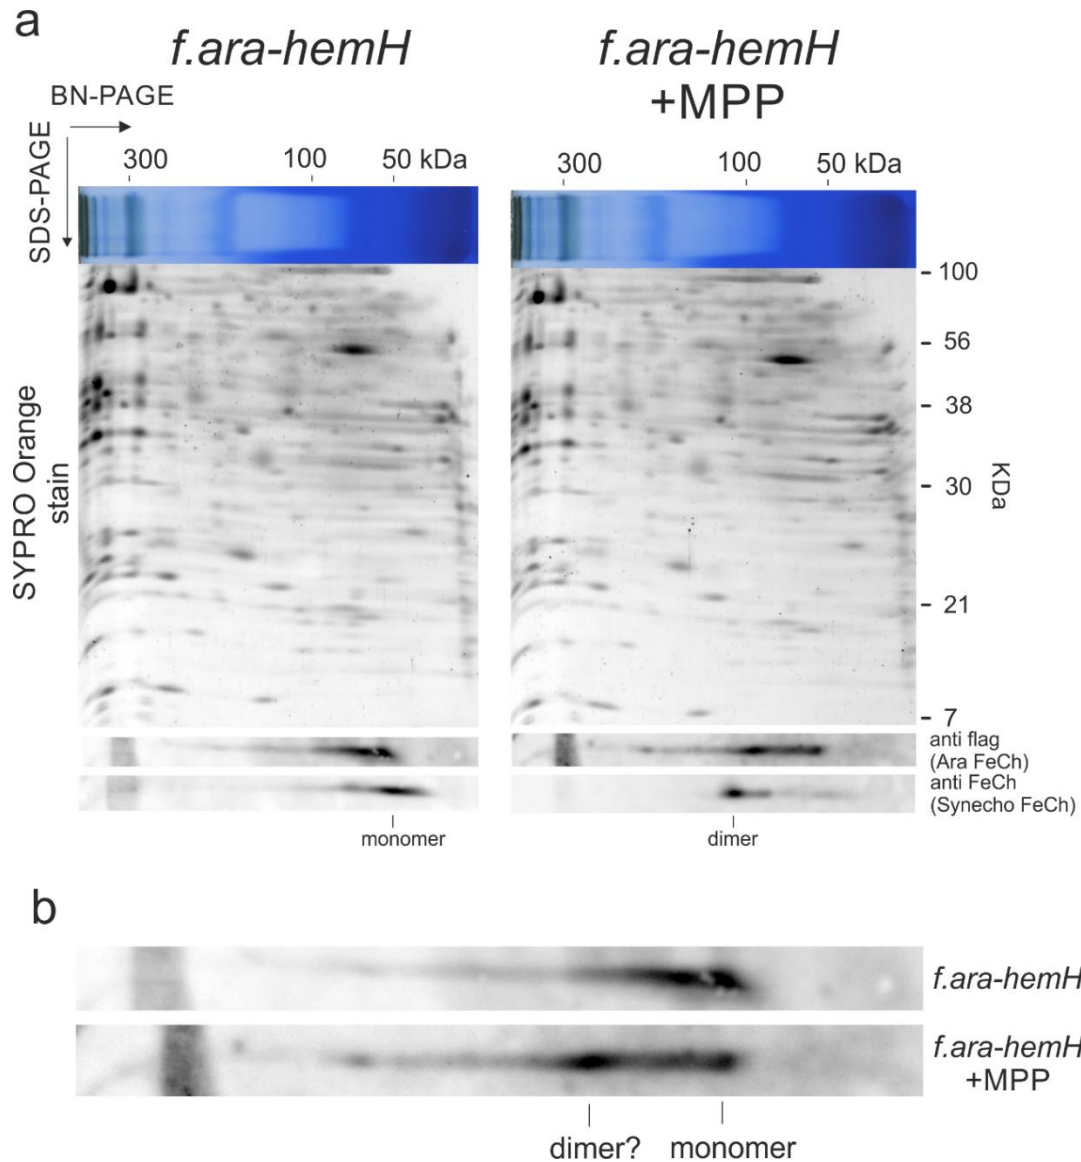 a
f.ara-hemH
f.ara-hemH
+MPP
BN-PAGE
SDS-PAGE
300 100 50 kDa
300 100 50 kDa
SYPRO Orange
stain
100
56
38
30
21
7
KDa
anti flag
(Ara FeCh)
anti FeCh
(Synecho FeCh)
monomer
dimer
b
f.ara-hemH
f.ara-hemH
+MPP
dimer? monomer